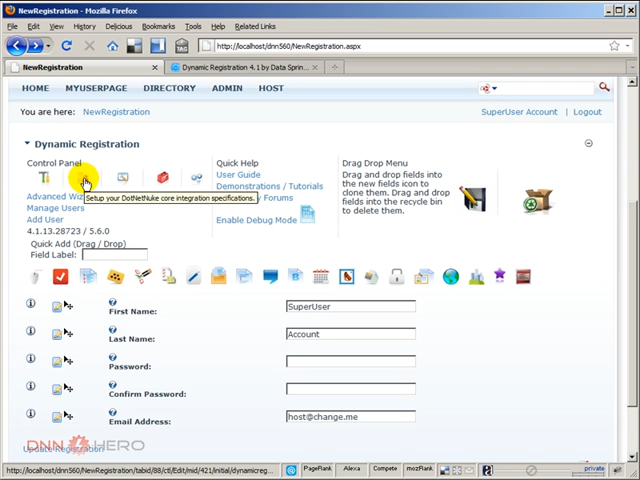 NewRegistration - Mozilla Firefox
File Edit View History Delicious Bookmarks Tools Help Related Links
http://localhost/dnn560/NewRegistration.aspx
NewRegistration
Dynamic Registration 4.1 by Data Sprin...
HOME MYUSERPAGE DIRECTORY ADMIN HOST
You are here: NewRegistration
SuperUser Account | Logout
Dynamic Registration
Control Panel
Advanced Wiz
Setup your DotNetNuke core integration specifications.
Manage Users
Add User
4.1.13.28723 / 5.6.0
Quick Add (Drag / Drop)
Field Label:
Quick Help
User Guide
Demonstrations / Tutorials
Forums
Enable Debug Mode
Drag Drop Menu
Drag and drop fields into
the new fields icon to
clone them. Drag and drop
fields into the recycle bin
to delete them.
First Name: SuperUser
Last Name: Account
Password:
Confirm Password:
Email Address: host@change.me
DNN HERO
Update Registration
http://localhost/dnn560/NewRegistration/tabid/88/ctl/Edit/mid/421/initial/dynamicreg...
PageRank Alexa Compete mozRank
private